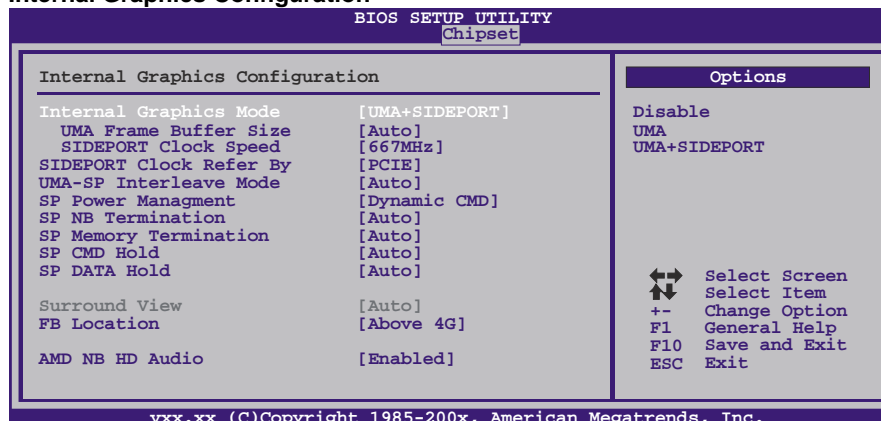 Internal Graphics Configuration
BIOS SETUP UTILITY
Chipset
Internal Graphics Configuration
Internal Graphics Mode [UMA+SIDEPORT]
UMA Frame Buffer Size [Auto]
SIDEPORT Clock Speed [667MHz]
SIDEPORT Clock Refer By [PCIE]
UMA-SP Interleave Mode [Auto]
SP Power Managment [Dynamic CMD]
SP NB Termination [Auto]
SP Memory Termination [Auto]
SP CMD Hold [Auto]
SP DATA Hold [Auto]
Surround View [Auto]
FB Location [Above 4G]
AMD NB HD Audio [Enabled]
Options
Disable
UMA
UMA+SIDEPORT
Select Screen
Select Item
+- Change Option
F1 General Help
F10 Save and Exit
ESC Exit
vxx.xx (C)Copyright 1985-200x, American Megatrends, Inc.